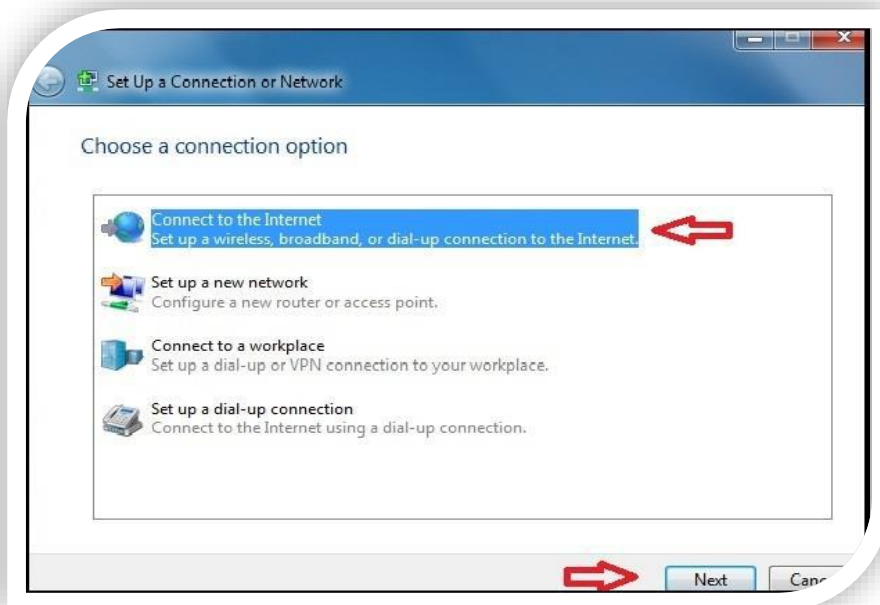 Set Up a Connection or Network
Choose a connection option
Connect to the Internet
Set up a wireless, broadband, or dial-up connection to the Internet.
Set up a new network
Configure a new router or access point.
Connect to a workplace
Set up a dial-up or VPN connection to your workplace.
Set up a dial-up connection
Connect to the Internet using a dial-up connection.
Next